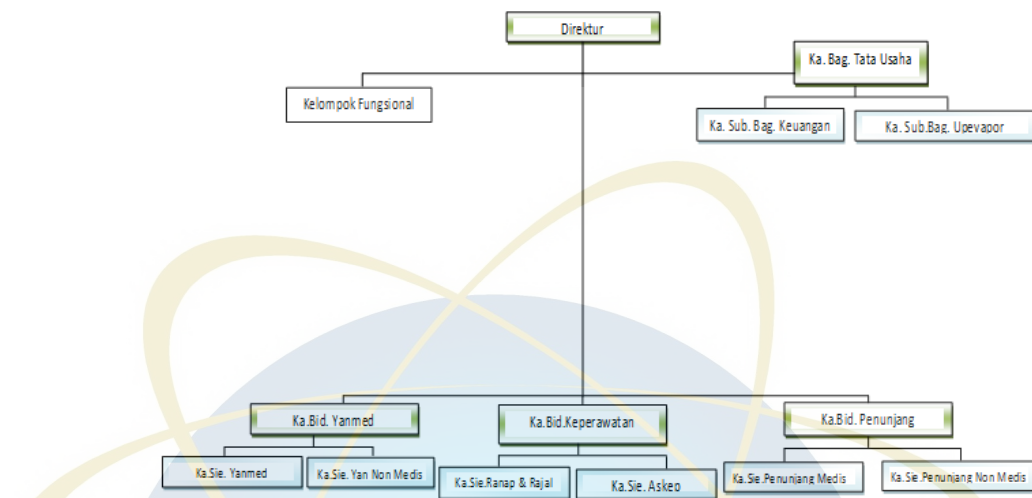 Direktur
Ka. Bag. Tata Usaha
Kelompok Fungsional
Ka. Sub. Bag. Keuangan
Ka. Sub.Bag. Upevapor
Ka.Bid. Yanmed
Ka.Bid.Keperawatan
Ka.Bid. Penunjang
Ka.Sie. Yanmed
Ka.Sie. Yan Non Medis
Ka.Sie.Ranap & Rajal
Ka.Sie. Askep
Ka.Sie.Penunjang Medis
Ka.Sie.Penunjang Non Medis